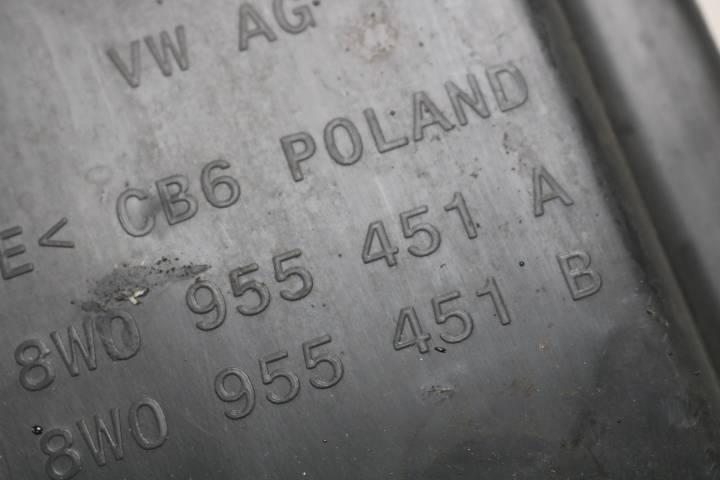 VW AG
E< CB6 POLAND
8W0 955 451 A
8W0 955 451 B